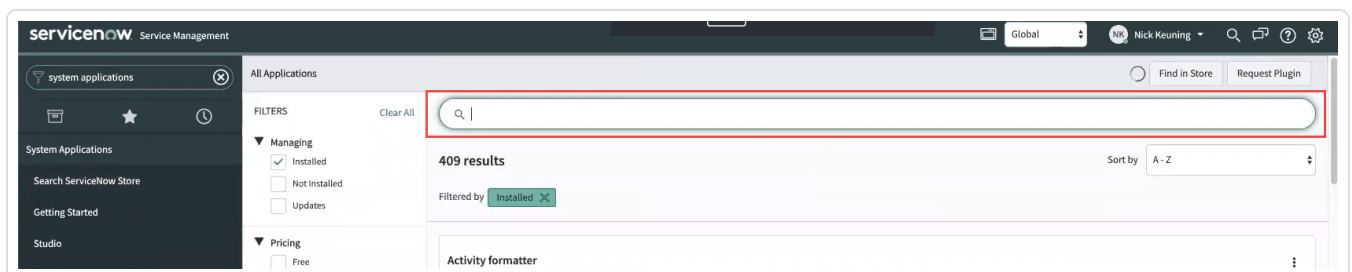 servicenow Service Management
Global
NK Nick Keuning
system applications
All Applications
Find in Store
Request Plugin
FILTERS
Clear All
System Applications
Managing
Installed
409 results
Sort by
A - Z
Search ServiceNow Store
Not Installed
Filtered by Installed
Updates
Getting Started
Studio
Pricing
Free
Activity formatter